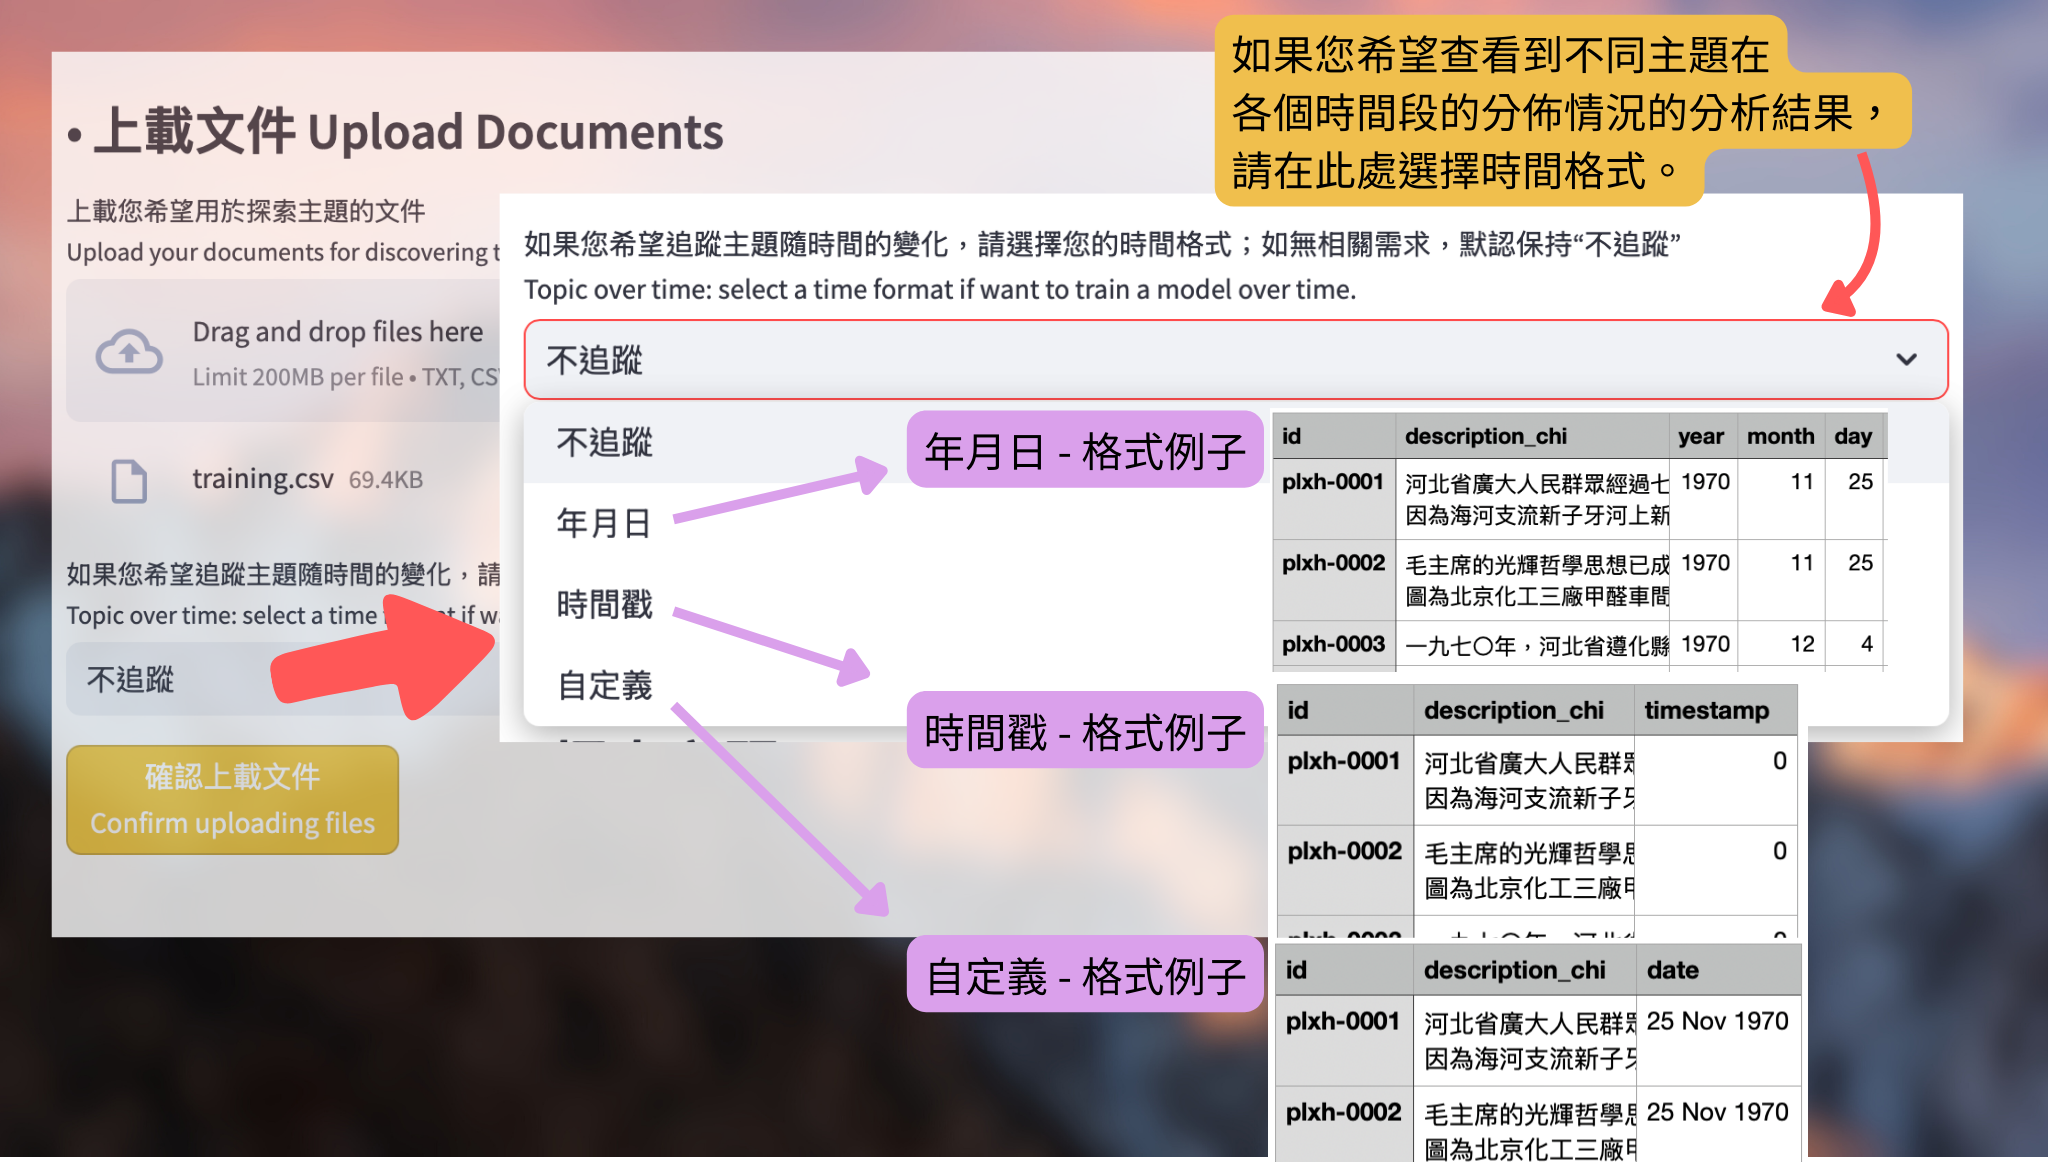 如果您希望查看到不同主題在
各個時間段的分佈情況的分析結果，
請在此處選擇時間格式。
• 上載文件 Upload Documents
上載您希望用於探索主題的文件
Upload your documents for discovering
Drag and drop files here
Limit 200MB per file • TXT,
training.csv 69.4KB
如果您希望追蹤主題隨時間的變化，請
Topic over time: select a time
不追蹤
確認上載文件
Confirm uploading files
如果您希望追蹤主題隨時間的變化，請選擇您的時間格式；如無相關需求，默認保持“不追蹤”
Topic over time: select a time format if want to train a model over time.
不追蹤
不追蹤
年月日
時間戳
自定義
年月日 - 格式例子
id description_chi year month day
plxh-0001 河北省廣大人民群眾經過七 1970 11 25
因為海河支流新子牙河上新
plxh-0002 毛主席的光輝哲學思想已成 1970 11 25
圖為北京化工三廠甲醛車間
plxh-0003 一九七〇年，河北省遵化縣 1970 12 4
時間戳 - 格式例子
id description_chi timestamp
plxh-0001 河北省廣大人民群 0
因為海河支流新子
plxh-0002 毛主席的光輝哲學 0
圖為北京化工三廠
自定義 - 格式例子
id description_chi date
plxh-0001 河北省廣大人民群 25 Nov 1970
因為海河支流新子
plxh-0002 毛主席的光輝哲學 25 Nov 1970
圖為北京化工三廠